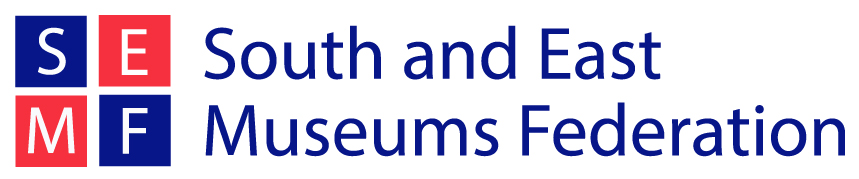 S E
M F
South and East
Museums Federation